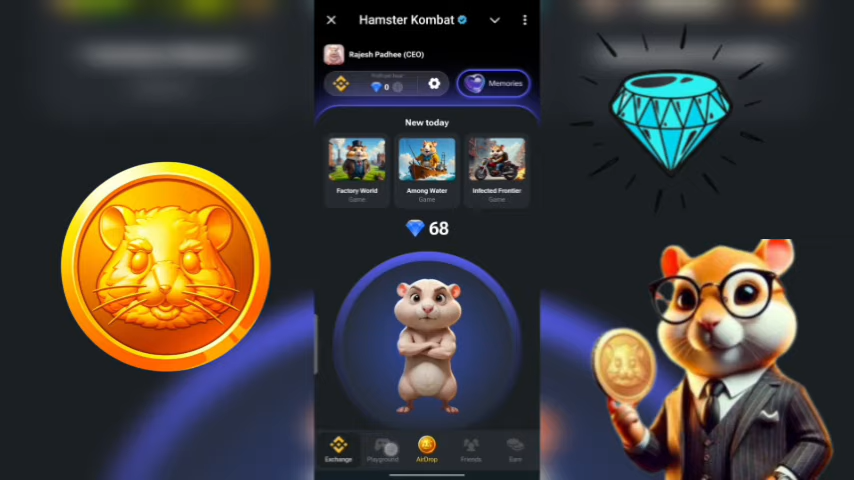 Hamster Kombat
Rajesh Padhee (CEO)
0
Memories
New today
Factory World
Among Water
Infected Frontier
Game
Game
Game
68
Exchange
Playground
AirDrop
Friends
Earn